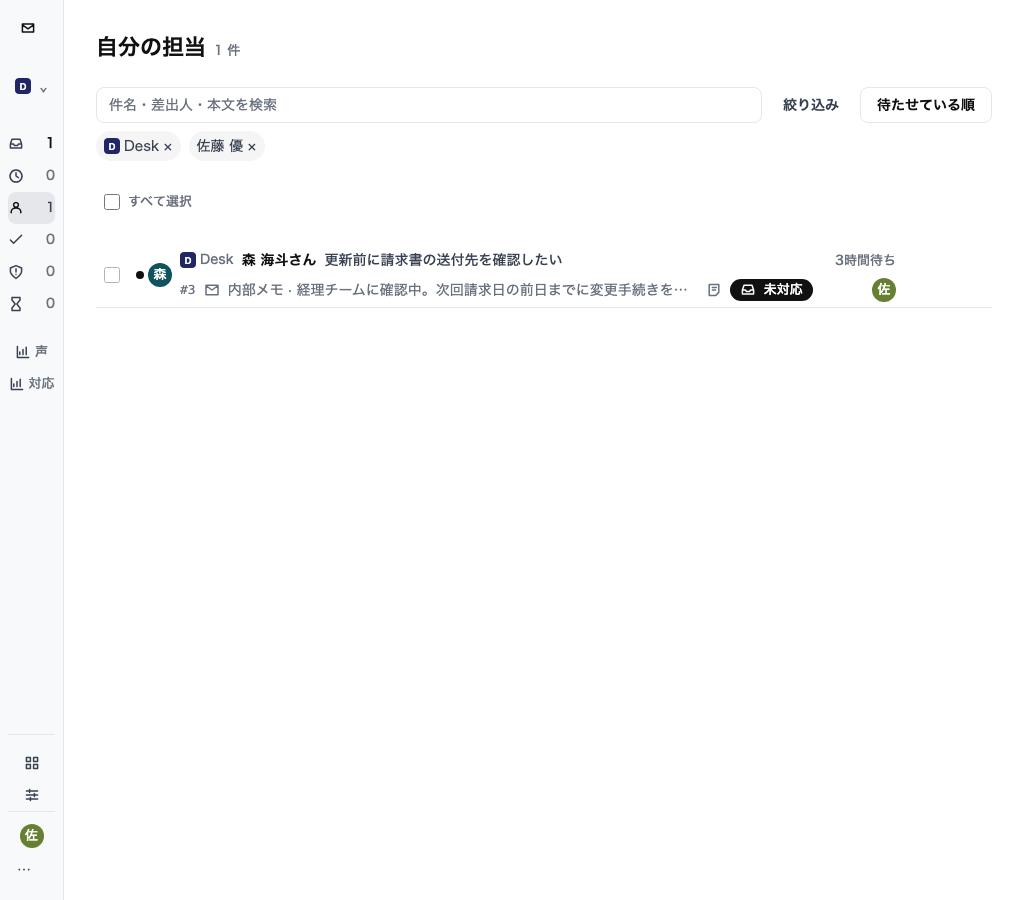 自分の担当 1 件
D
件名・差出人・本文を検索
絞り込み
待たせている順
D Desk ×
佐藤 優 ×
1
0
1
0
0
0
すべて選択
D Desk 森 海斗さん 更新前に請求書の送付先を確認したい 3時間待ち
森
#3 内部メモ · 経理チームに確認中。次回請求日の前日までに変更手続きを… 未対応 佐
声
対応
佐
…